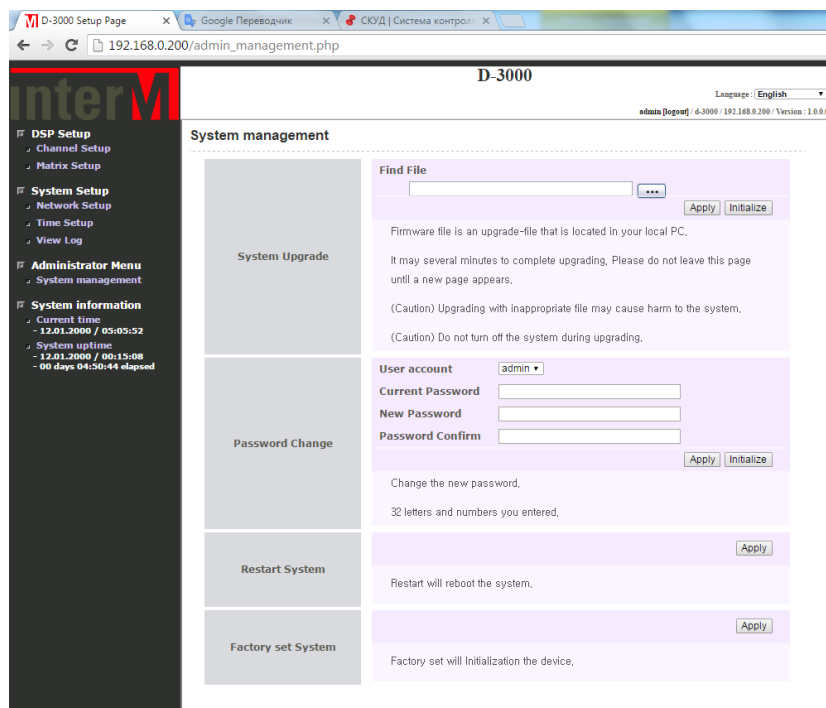 D-3000 Setup Page
Google Переводчик
СКУД | Система контрол
192.168.0.200/admin_management.php
interM
D-3000
Language : English
admin [logout] / d-3000 / 192.168.0.200 / Version : 1.0.0.
DSP Setup
Channel Setup
Matrix Setup
System Setup
Network Setup
Time Setup
View Log
Administrator Menu
System management
System information
Current time
- 12.01.2000 / 05:05:52
System uptime
- 12.01.2000 / 00:15:08
- 00 days 04:50:44 elapsed
System management
System Upgrade
Find File
...
Apply Initialize
Firmware file is an upgrade-file that is located in your local PC.
It may several minutes to complete upgrading. Please do not leave this page
until a new page appears.
(Caution) Upgrading with inappropriate file may cause harm to the system.
(Caution) Do not turn off the system during upgrading.
Password Change
User account admin
Current Password
New Password
Password Confirm
Apply Initialize
Change the new password.
32 letters and numbers you entered.
Restart System
Apply
Restart will reboot the system.
Factory set System
Apply
Factory set will Initialization the device.